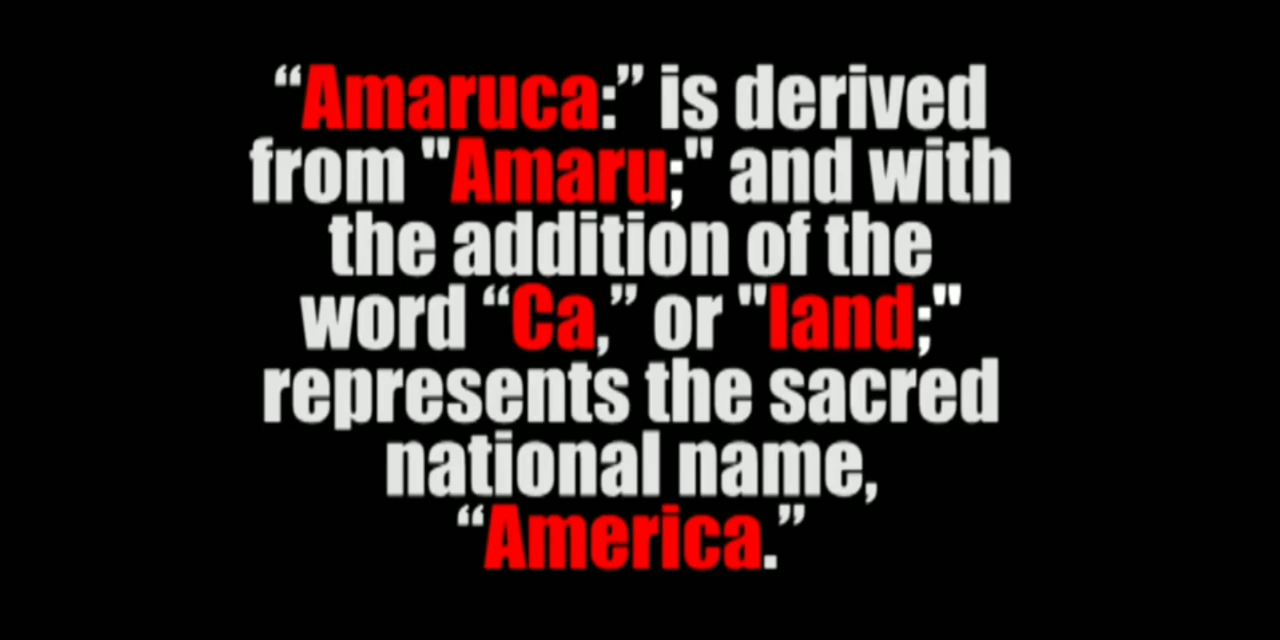 “Amaruca:” is derived
from "Amaru;" and with
the addition of the
word “Ca,” or "land;"
represents the sacred
national name,
“America.”